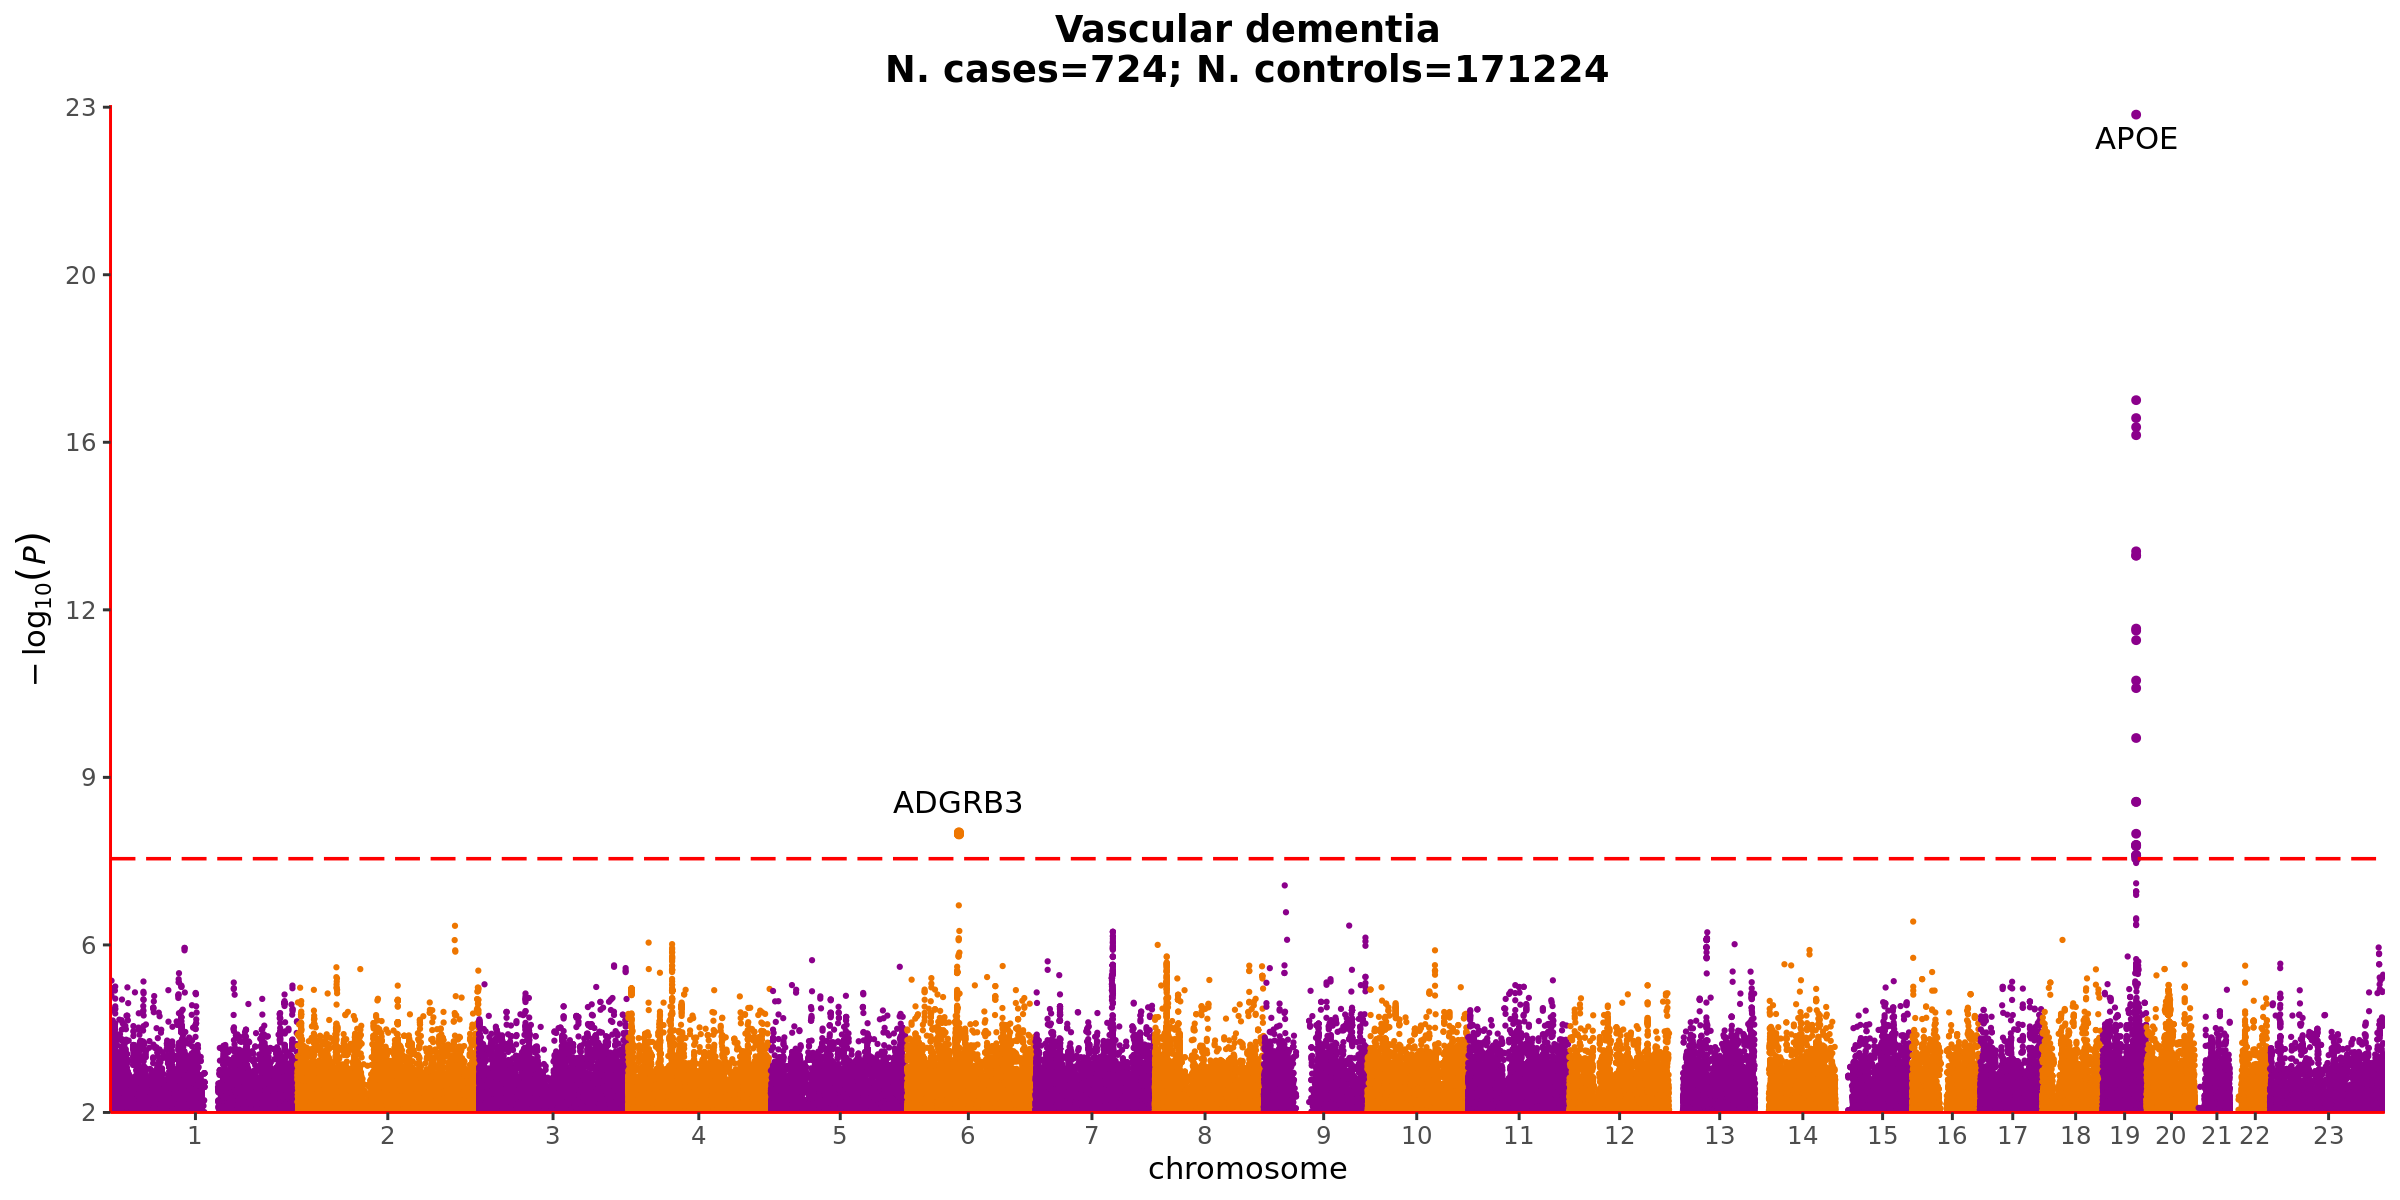 Vascular dementia
N. cases=724; N. controls=171224
23
APOE
20
16
12
9
ADGRB3
6
2
−log10(P)
1 2 3 4 5 6 7 8 9 10 11 12 13 14 15 16 17 18 19 20 21 22 23
chromosome